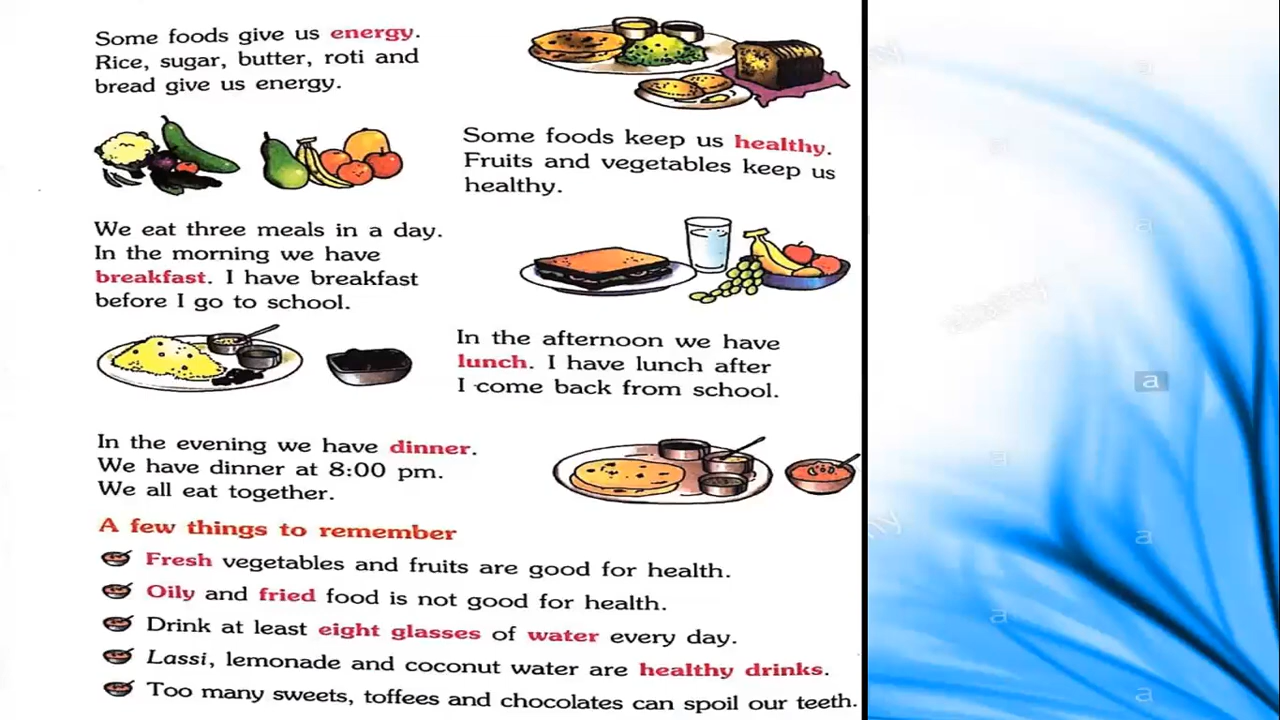 Some foods give us energy.
Rice, sugar, butter, roti and
bread give us energy.
Some foods keep us healthy.
Fruits and vegetables keep us
healthy.
We eat three meals in a day.
In the morning we have
breakfast. I have breakfast
before I go to school.
In the afternoon we have
lunch. I have lunch after
I come back from school.
In the evening we have dinner.
We have dinner at 8:00 pm.
We all eat together.
A few things to remember
Fresh vegetables and fruits are good for health.
Oily and fried food is not good for health.
Drink at least eight glasses of water every day.
Lassi, lemonade and coconut water are healthy drinks.
Too many sweets, toffees and chocolates can spoil our teeth.
a
a
a
a
a
a
a
a